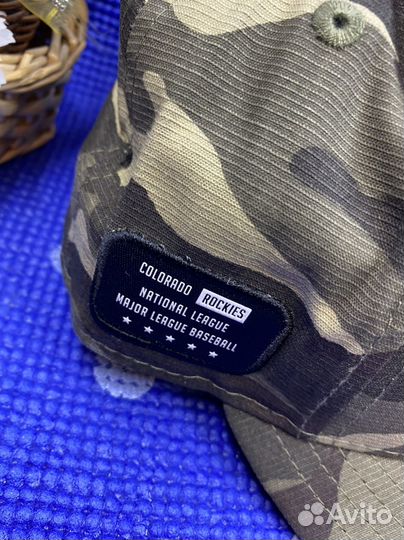 COLORADO ROCKIES
NATIONAL LEAGUE
MAJOR LEAGUE BASEBALL
Avito